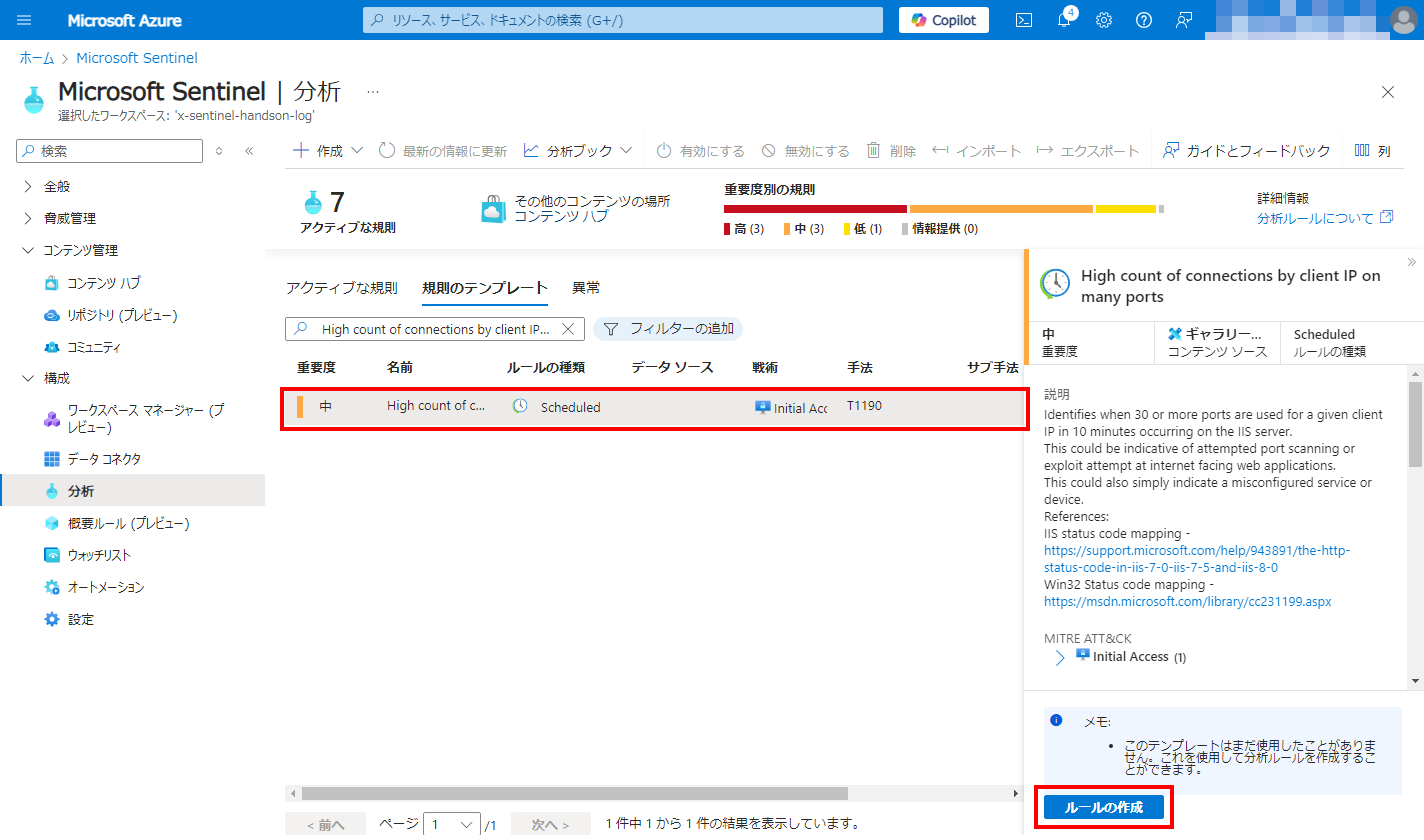 Microsoft Azure
リソース、サービス、ドキュメントの検索 (G+/)
Copilot
4
ホーム > Microsoft Sentinel
Microsoft Sentinel | 分析 …
選択したワークスペース: 'x-sentinel-handson-log'
検索
全般
脅威管理
コンテンツ管理
コンテンツ ハブ
リポジトリ (プレビュー)
コミュニティ
構成
ワークスペース マネージャー (プ
レビュー)
データ コネクタ
分析
概要ルール (プレビュー)
ウォッチリスト
オートメーション
設定
作成 最新の情報に更新 分析ブック 有効にする 無効にする 削除 インポート エクスポート ガイドとフィードバック 列
7
アクティブな規則
その他のコンテンツの場所
コンテンツ ハブ
重要度別の規則
高 (3) 中 (3) 低 (1) 情報提供 (0)
詳細情報
分析ルールについて
アクティブな規則 規則のテンプレート 異常
High count of connections by client IP...
フィルターの追加
重要度 名前 ルールの種類 データ ソース 戦術 手法 サブ手法
中 High count of c... Scheduled Initial Acc T1190
< 前へ ページ 1 /1 次へ > 1 件中 1 から 1 件の結果を表示しています。
High count of connections by client IP on
many ports
中
重要度
ギャラリー...
コンテンツ ソース
Scheduled
ルールの種類
説明
Identifies when 30 or more ports are used for a given client
IP in 10 minutes occurring on the IIS server.
This could be indicative of attempted port scanning or
exploit attempt at internet facing web applications.
This could also simply indicate a misconfigured service or
device.
References:
IIS status code mapping -
https://support.microsoft.com/help/943891/the-http-
status-code-in-iis-7-0-iis-7-5-and-iis-8-0
Win32 Status code mapping -
https://msdn.microsoft.com/library/cc231199.aspx
MITRE ATT&CK
Initial Access (1)
メモ:
• このテンプレートはまだ使用したことがありま
せん。これを使用して分析ルールを作成するこ
とができます。
ルールの作成